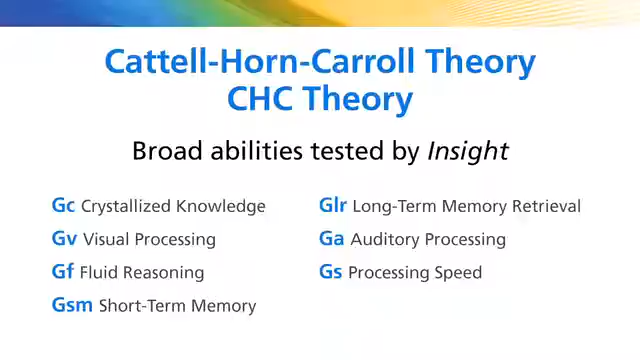 Cattell-Horn-Carroll Theory
CHC Theory
Broad abilities tested by Insight
Gc Crystallized Knowledge
Gv Visual Processing
Gf Fluid Reasoning
Gsm Short-Term Memory
Glr Long-Term Memory Retrieval
Ga Auditory Processing
Gs Processing Speed